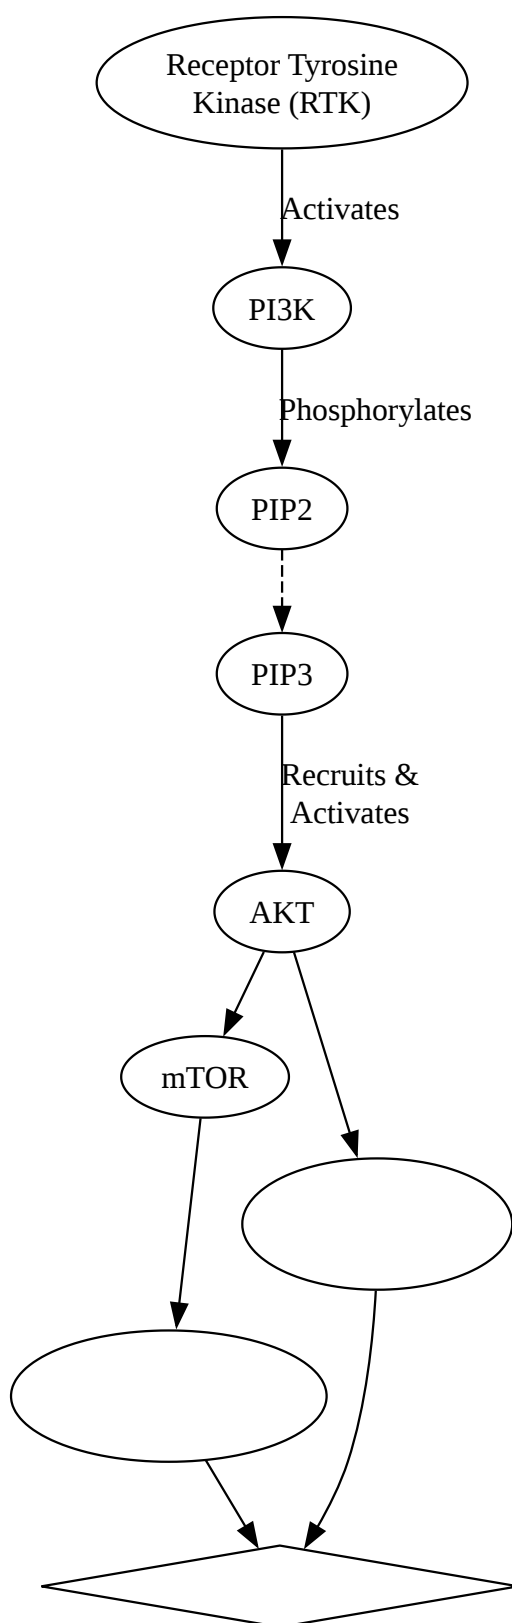 Receptor Tyrosine
Kinase (RTK)
Activates
PI3K
Phosphorylates
PIP2
PIP3
Recruits &
Activates
AKT
mTOR